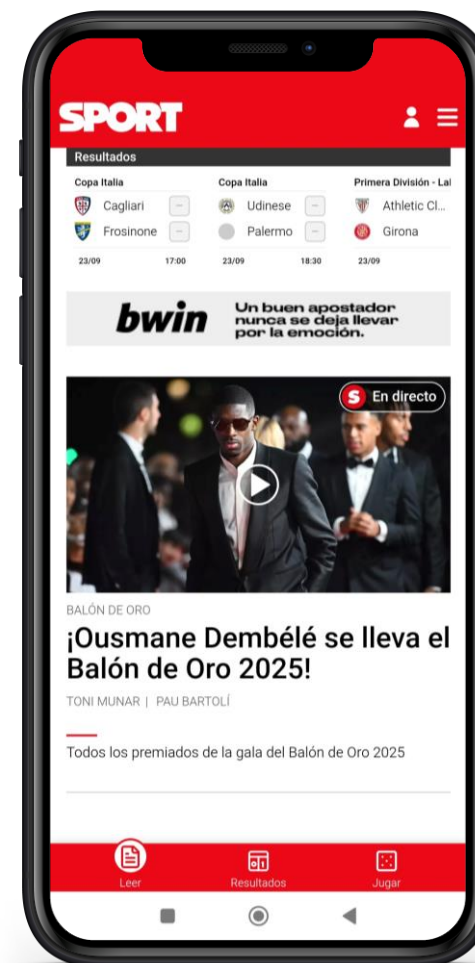 SPORT
Resultados
Copa Italia
Cagliari
Frosinone
23/09 17:00
Copa Italia
Udinese
Palermo
23/09 18:30
Primera División - Lal
Athletic Cl...
Girona
23/09
bwin
Un buen apostador
nunca se deja llevar
por la emoción.
S En directo
BALÓN DE ORO
¡Ousmane Dembélé se lleva el
Balón de Oro 2025!
TONI MUNAR | PAU BARTOLÍ
Todos los premiados de la gala del Balón de Oro 2025
Leer
Resultados
Jugar